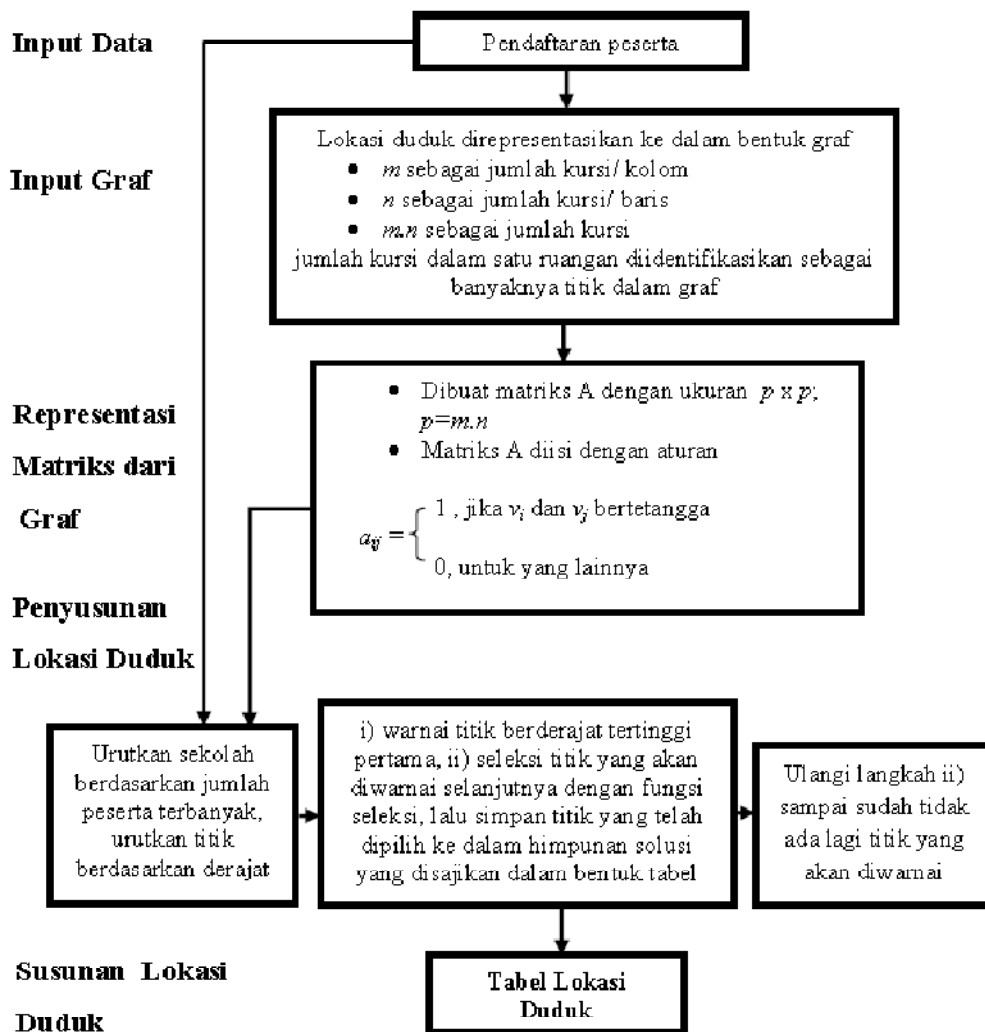 Input Data
Pendaftaran peserta
Input Graf
Lokasi duduk direpresentasikan ke dalam bentuk graf
• m sebagai jumlah kursi/ kolom
• n sebagai jumlah kursi/ baris
• m.n sebagai jumlah kursi
jumlah kursi dalam satu ruangan diidentifikasikan sebagai
banyaknya titik dalam graf
Representasi
Matriks dari
Graf
• Dibuat matriks A dengan ukuran p x p;
p=m.n
• Matriks A diisi dengan aturan
1 , jika vi dan vj bertetangga
aij =
0, untuk yang lainnya
Penyusunan
Lokasi Duduk
Urutkan sekolah
berdasarkan jumlah
peserta terbanyak,
urutkan titik
berdasarkan derajat
i) warnai titik berderajat tertinggi
pertama, ii) seleksi titik yang akan
diwarnai selanjutnya dengan fungsi
seleksi, lalu simpan titik yang telah
dipilih ke dalam himpunan solusi
yang disajikan dalam bentuk tabel
Ulangi langkah ii)
sampai sudah tidak
ada lagi titik yang
akan diwarnai
Susunan Lokasi
Duduk
Tabel Lokasi
Duduk